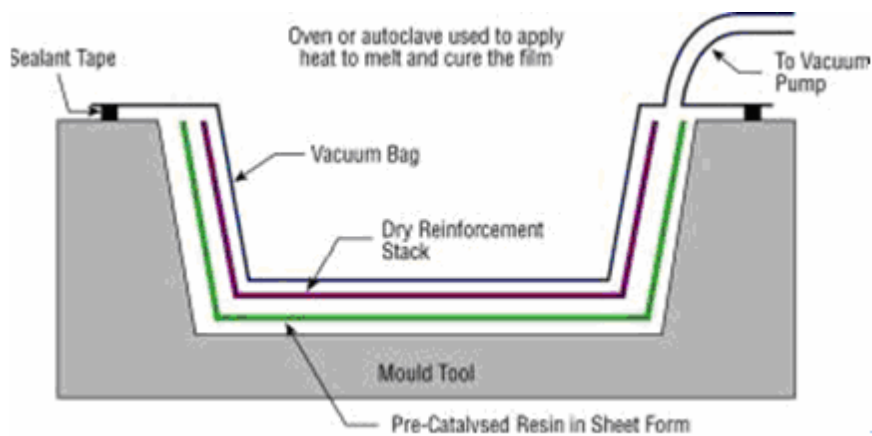 Oven or autoclave used to apply
heat to melt and cure the film
Sealant Tape
To Vacuum
Pump
Vacuum Bag
Dry Reinforcement
Stack
Mould Tool
Pre-Catalysed Resin in Sheet Form